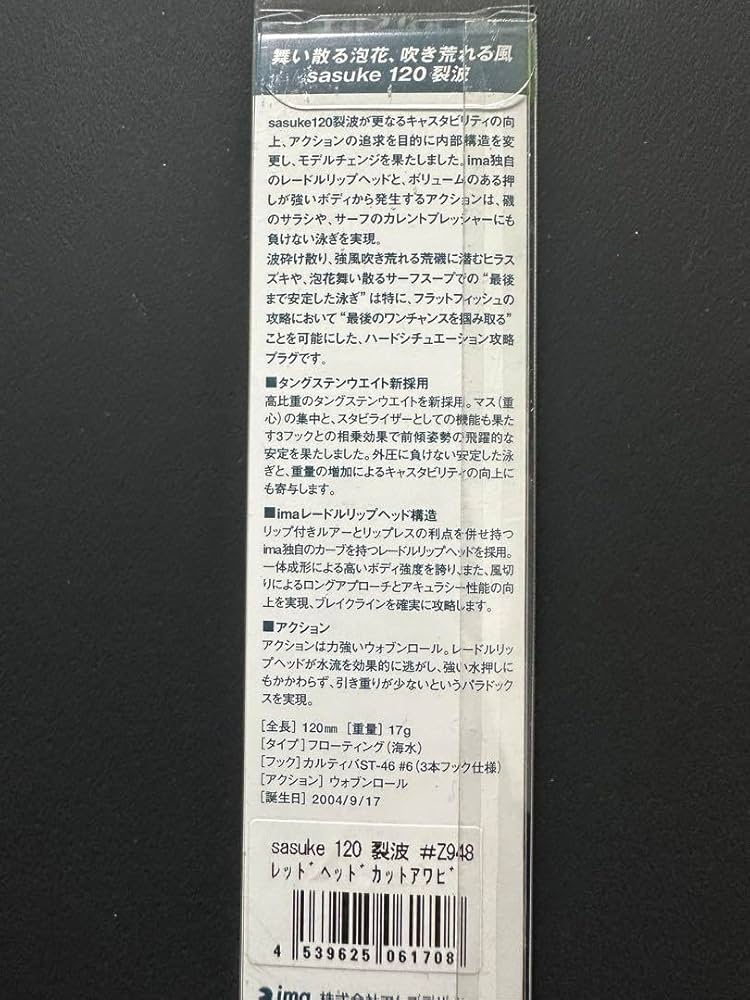 舞い散る泡花、吹き荒れる風
sasuke 120 裂波
sasuke120裂波が更なるキャスタビリティの向
上、アクションの追求を目的に内部構造を変
更し、モデルチェンジを果たしました。ima独自
のレードルリップヘッドと、ボリュームのある押
しが強いボディから発生するアクションは、磯
のサラシや、サーフのカレントプレッシャーにも
負けない泳ぎを実現。
波砕け散り、強風吹き荒れる荒磯に潜むヒラス
ズキや、泡花舞い散るサーフスープでの“最後
まで安定した泳ぎ”は特に、フラットフィッシュの
攻略において“最後のワンチャンスを掴み取る”
ことを可能にした、ハードシチュエーション攻略
プラグです。
■タングステンウエイト新採用
高比重のタングステンウエイトを新採用。マス（重
心）の集中と、スタビライザーとしての機能も果た
す3フックとの相乗効果で前傾姿勢の飛躍的な
安定を果たしました。外圧に負けない安定した泳
ぎと、重量の増加によるキャスタビリティの向上に
も寄与します。
■imaレードルリップヘッド構造
リップ付きルアーとリップレスの利点を併せ持つ
ima独自のカーブを持つレードルリップヘッドを採用。
一体成形による高いボディ強度を誇り、また、風切
りによるロングアプローチとアキュラシー性能の向
上を実現、ブレイクラインを確実に攻略します。
■アクション
アクションは力強いウォブンロール。レードルリッ
プヘッドが水流を効果的に逃がし、強い水押しに
もかかわらず、引き重りが少ないというパラドック
スを実現。
［全長］120mm ［重量］17g
［タイプ］フローティング（海水）
［フック］カルティバST-46 #6（3本フック仕様）
［アクション］ウォブンロール
［誕生日］2004/9/17
sasuke 120 裂波 #Z948
ﾚｯﾄﾞﾍｯﾄﾞｶｯﾄｱﾜﾋﾞ
4 539625 061708
ima 株式会社